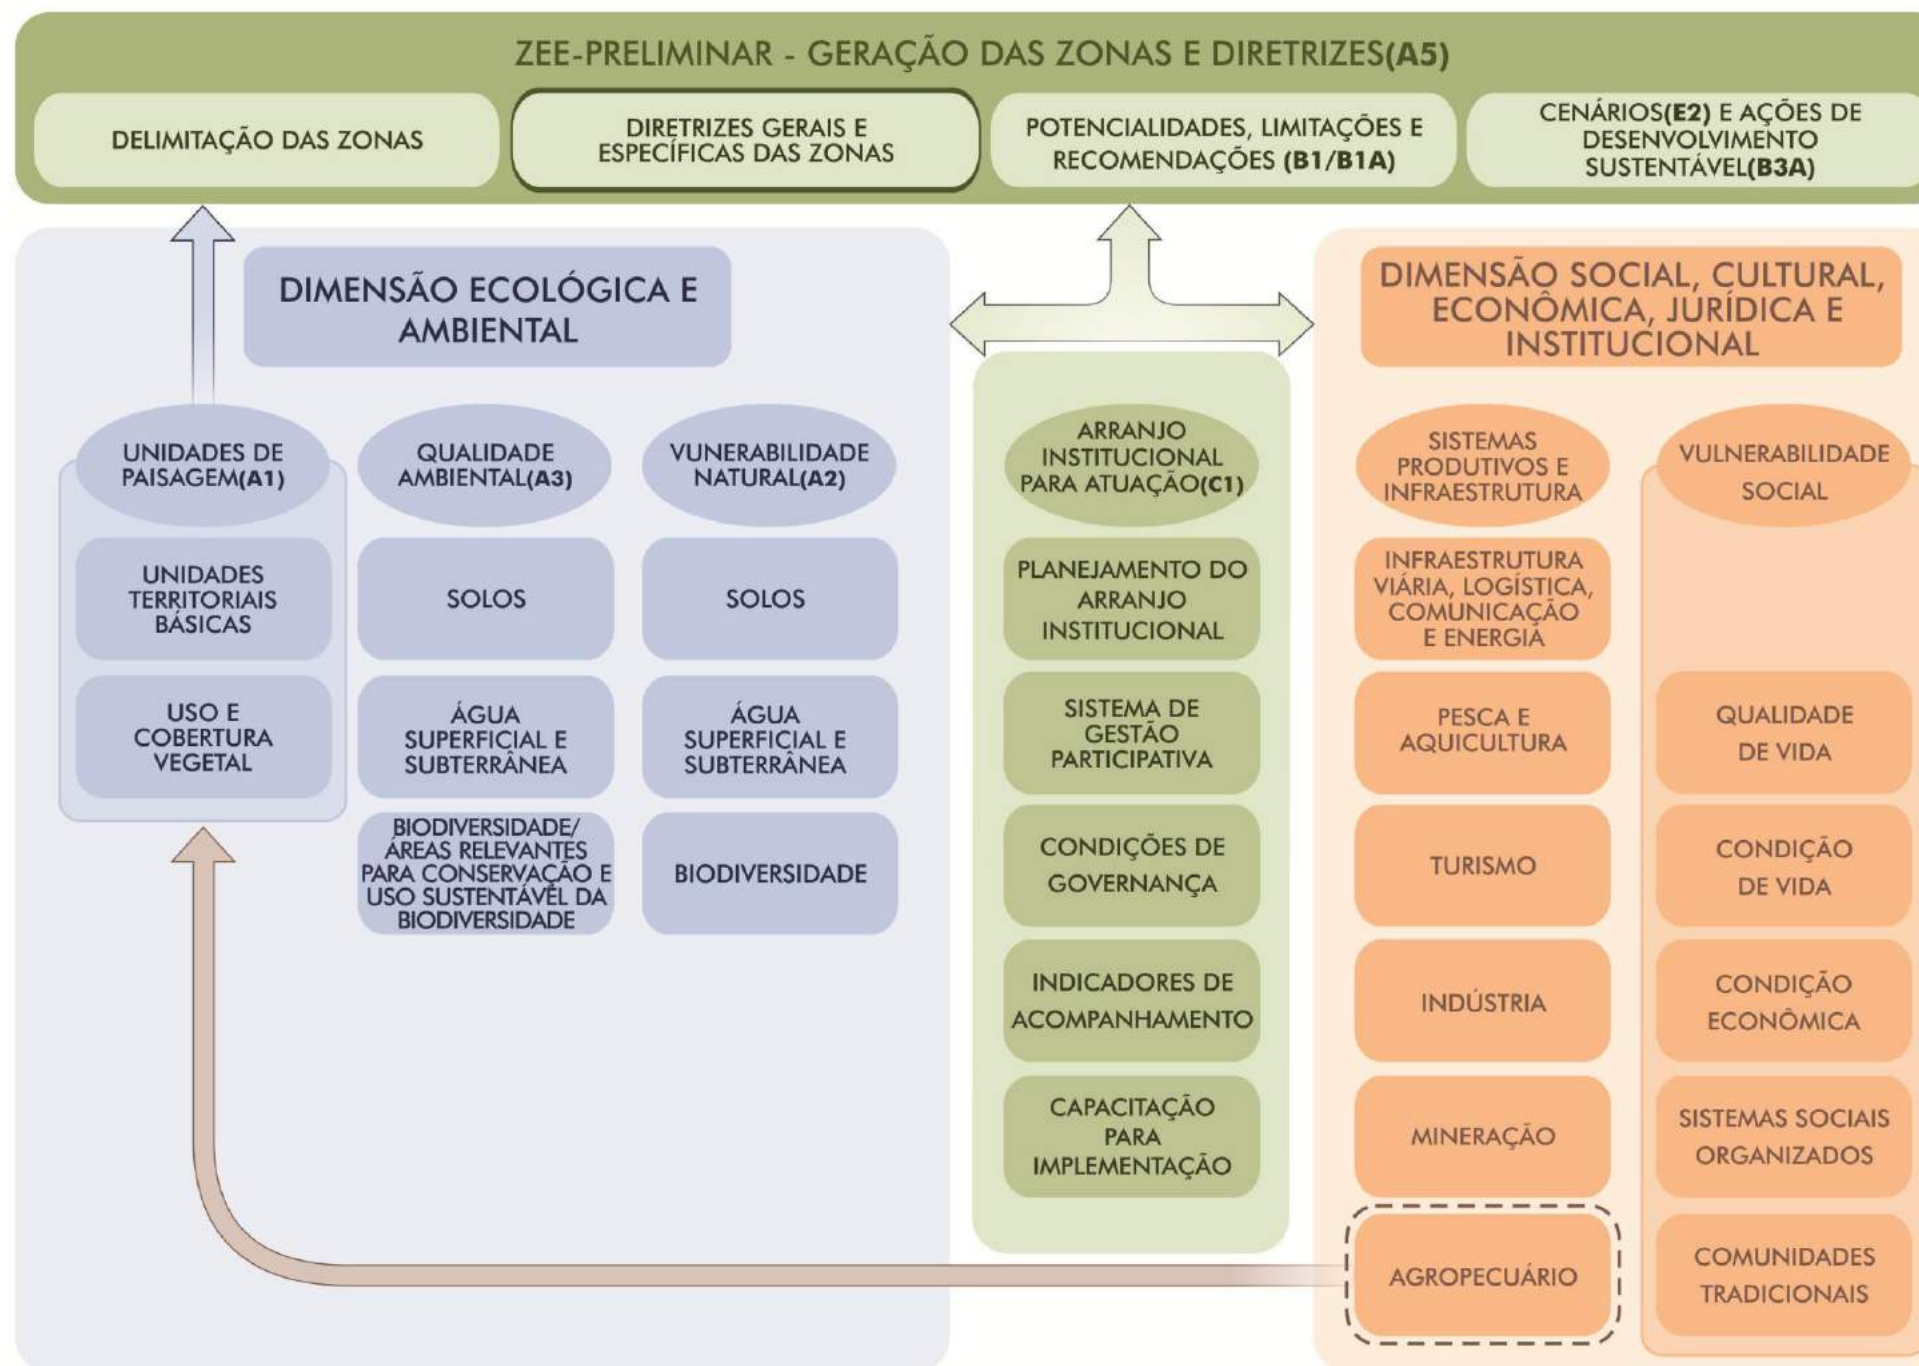 ZEE-PRELIMINAR - GERAÇÃO DAS ZONAS E DIRETRIZES(A5)
DELIMITAÇÃO DAS ZONAS
DIRETRIZES GERAIS E
ESPECÍFICAS DAS ZONAS
POTENCIALIDADES, LIMITAÇÕES E
RECOMENDAÇÕES (B1/B1A)
CENÁRIOS(E2) E AÇÕES DE
DESENVOLVIMENTO
SUSTENTÁVEL(B3A)
DIMENSÃO ECOLÓGICA E
AMBIENTAL
UNIDADES DE
PAISAGEM(A1)
UNIDADES
TERRITORIAIS
BÁSICAS
USO E
COBERTURA
VEGETAL
QUALIDADE
AMBIENTAL(A3)
SOLOS
ÁGUA
SUPERFICIAL E
SUBTERRÂNEA
BIODIVERSIDADE/
ÁREAS RELEVANTES
PARA CONSERVAÇÃO E
USO SUSTENTÁVEL DA
BIODIVERSIDADE
VUNERABILIDADE
NATURAL(A2)
SOLOS
ÁGUA
SUPERFICIAL E
SUBTERRÂNEA
BIODIVERSIDADE
ARRANJO
INSTITUCIONAL
PARA ATUAÇÃO(C1)
PLANEJAMENTO DO
ARRANJO
INSTITUCIONAL
SISTEMA DE
GESTÃO
PARTICIPATIVA
CONDIÇÕES DE
GOVERNANÇA
INDICADORES DE
ACOMPANHAMENTO
CAPACITAÇÃO
PARA
IMPLEMENTAÇÃO
DIMENSÃO SOCIAL, CULTURAL,
ECONÔMICA, JURÍDICA E
INSTITUCIONAL
SISTEMAS
PRODUTIVOS E
INFRAESTRUTURA
INFRAESTRUTURA
VIÁRIA, LOGÍSTICA,
COMUNICAÇÃO
E ENERGIA
PESCA E
AQUICULTURA
TURISMO
INDÚSTRIA
MINERAÇÃO
AGROPECUÁRIO
VULNERABILIDADE
SOCIAL
QUALIDADE
DE VIDA
CONDIÇÃO
DE VIDA
CONDIÇÃO
ECONÔMICA
SISTEMAS SOCIAIS
ORGANIZADOS
COMUNIDADES
TRADICIONAIS